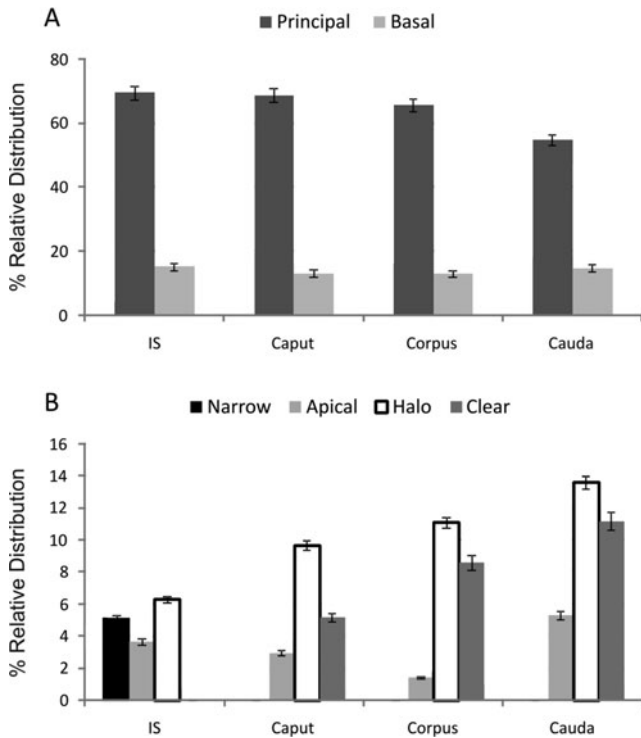 A
Principal Basal
80
60
40
20
0
% Relative Distribution
IS Caput Corpus Cauda
B
Narrow Apical Halo Clear
16
14
12
10
8
6
4
2
0
% Relative Distribution
IS Caput Corpus Cauda